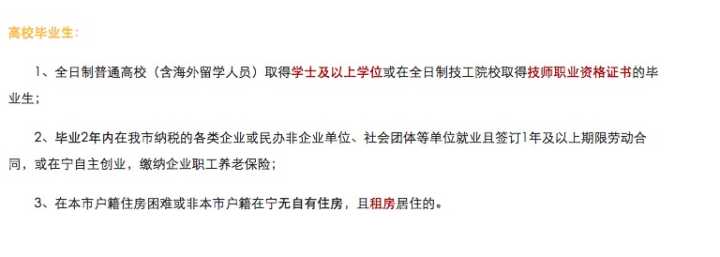 高校毕业生：
1、全日制普通高校（含海外留学人员）取得学士及以上学位或在全日制技工院校取得技师职业资格证书的毕
业生；
2、毕业2年内在我市纳税的各类企业或民办非企业单位、社会团体等单位就业且签订1年及以上期限劳动合
同，或在宁自主创业，缴纳企业职工养老保险；
3、在本市户籍住房困难或非本市户籍在宁无自有住房，且租房居住的。